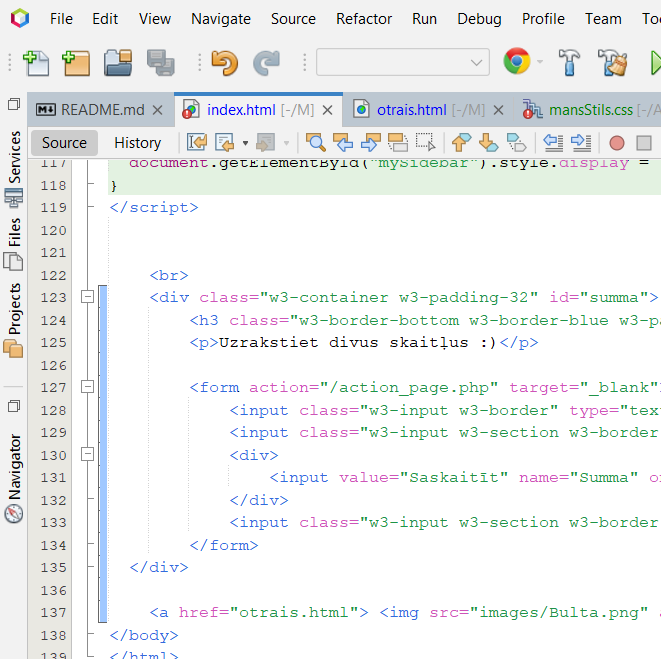 File Edit View Navigate Source Refactor Run Debug Profile Team
README.md index.html [-/M] otrais.html [-/M] mansStils.css [-/A
Source History
Services
Files
Projects
Navigator
117 document.getElementById("mySidebar").style.display =
118 }
119 </script>
120
121
122 <br>
123 <div class="w3-container w3-padding-32" id="summa">
124 <h3 class="w3-border-bottom w3-border-blue w3-pa
125 <p>Uzrakstiet divus skaitļus :)</p>
126
127 <form action="/action_page.php" target="_blank">
128 <input class="w3-input w3-border" type="text
129 <input class="w3-input w3-section w3-border
130 <div>
131 <input value="Saskaitīt" name="Summa" on
132 </div>
133 <input class="w3-input w3-section w3-border
134 </form>
135 </div>
136
137 <a href="otrais.html"> <img src="images/Bulta.png"
138 </body>
139 </html>